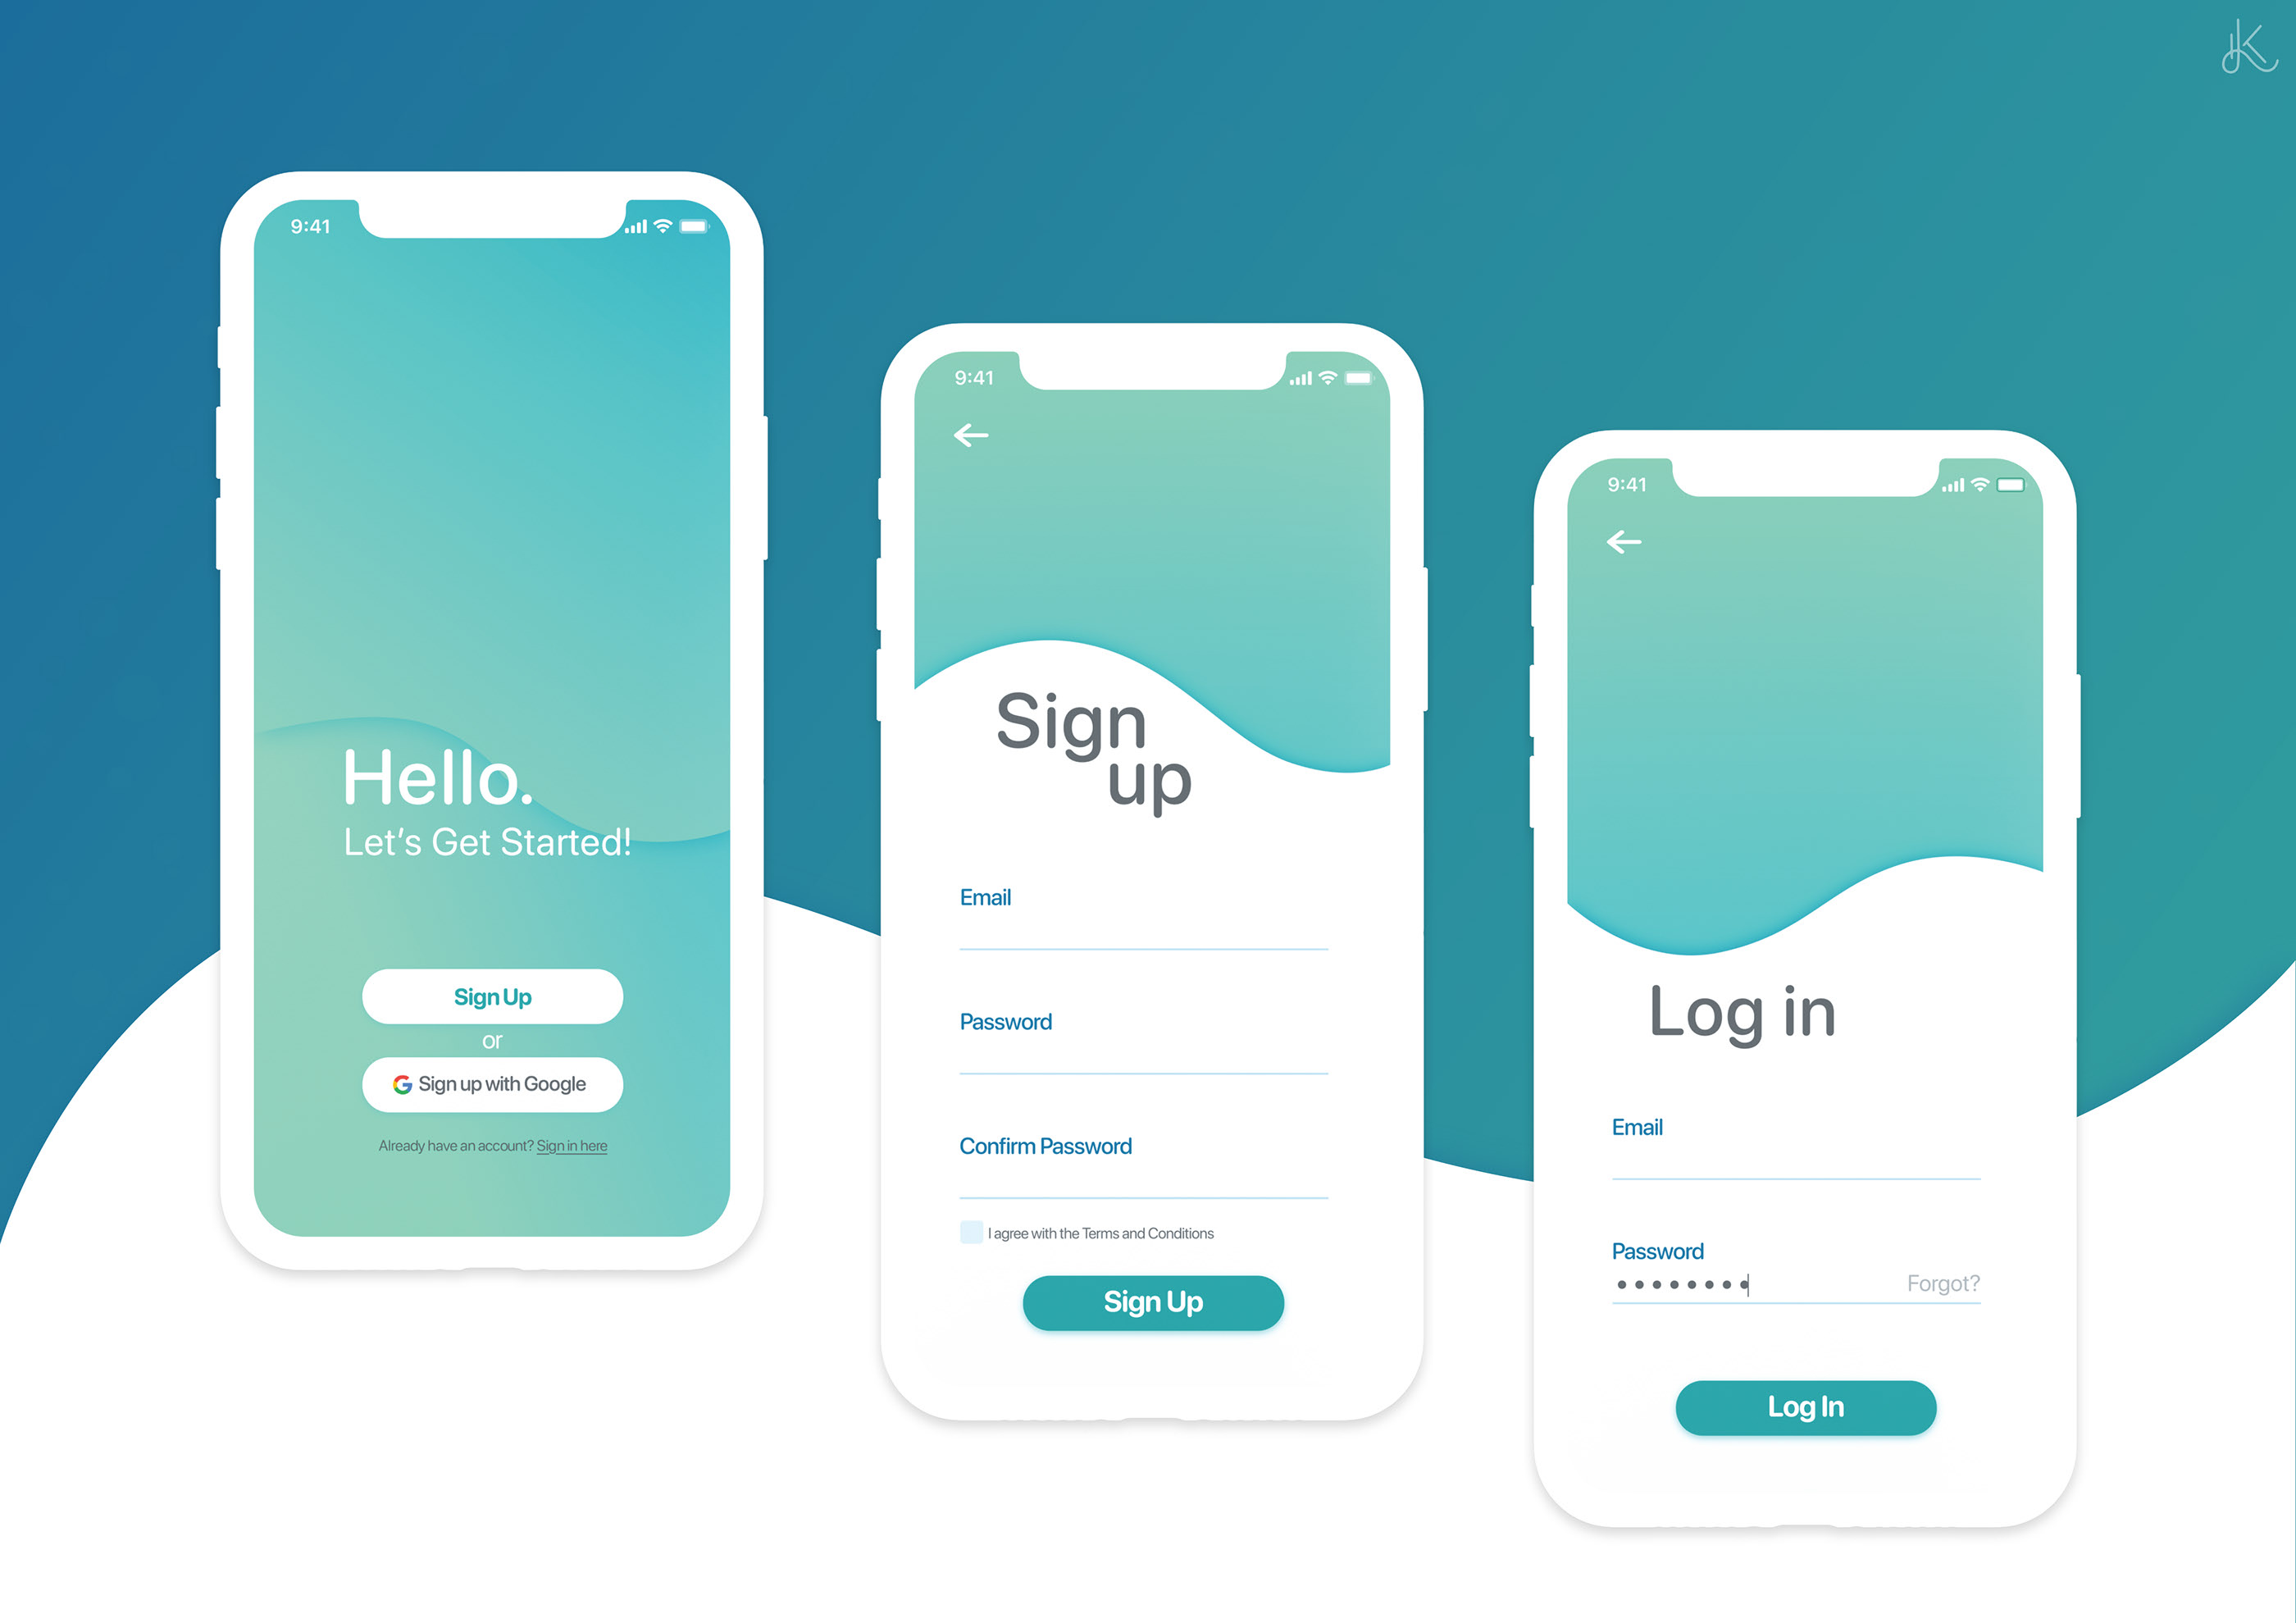 9:41
Hello.
Let's Get Started!
Sign Up
or
Sign up with Google
Already have an account? Sign in here
9:41
Sign
up
Email
Password
Confirm Password
I agree with the Terms and Conditions
Sign Up
9:41
Log in
Email
Password
Forgot?
Log In